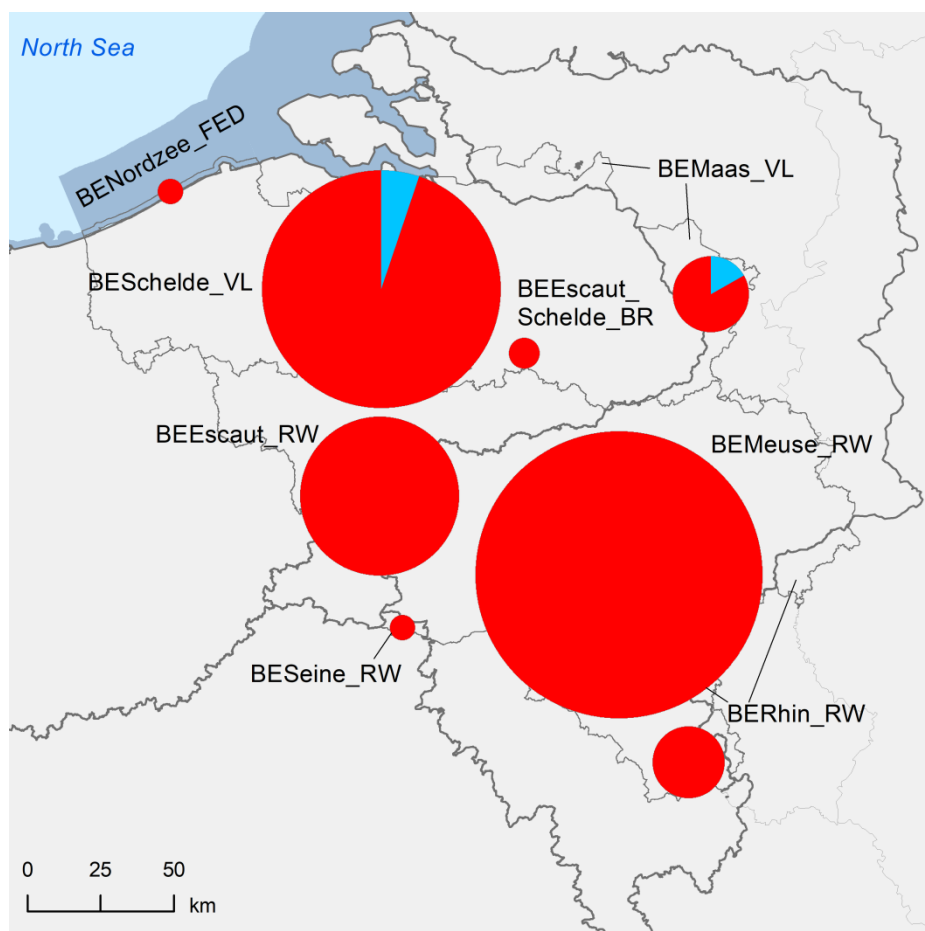 North Sea
BENordzee_FED
BEMaas_VL
BESchelde_VL
BEEscaut_
Schelde_BR
BEEscaut_RW
BEMeuse_RW
BESeine_RW
BERhin_RW
0 25 50
km